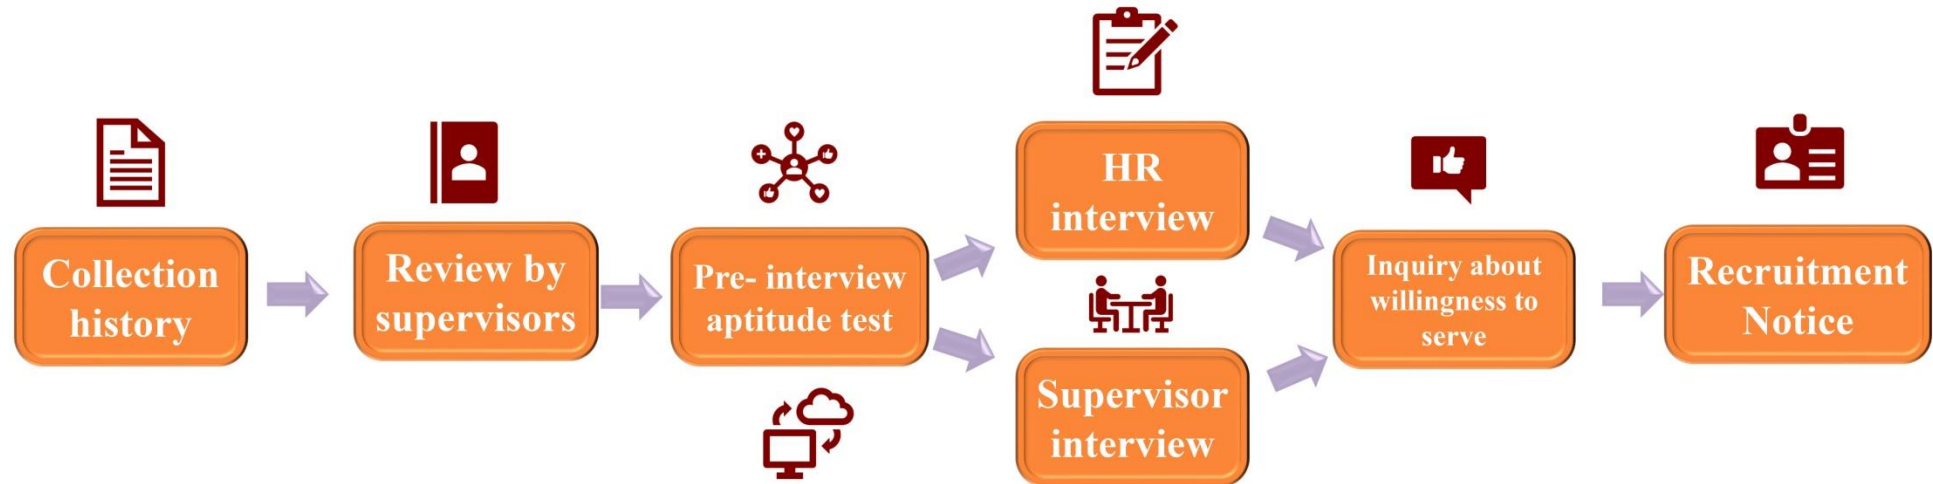 Collection
history
Review by
supervisors
Pre- interview
aptitude test
HR
interview
Supervisor
interview
Inquiry about
willingness to
serve
Recruitment
Notice